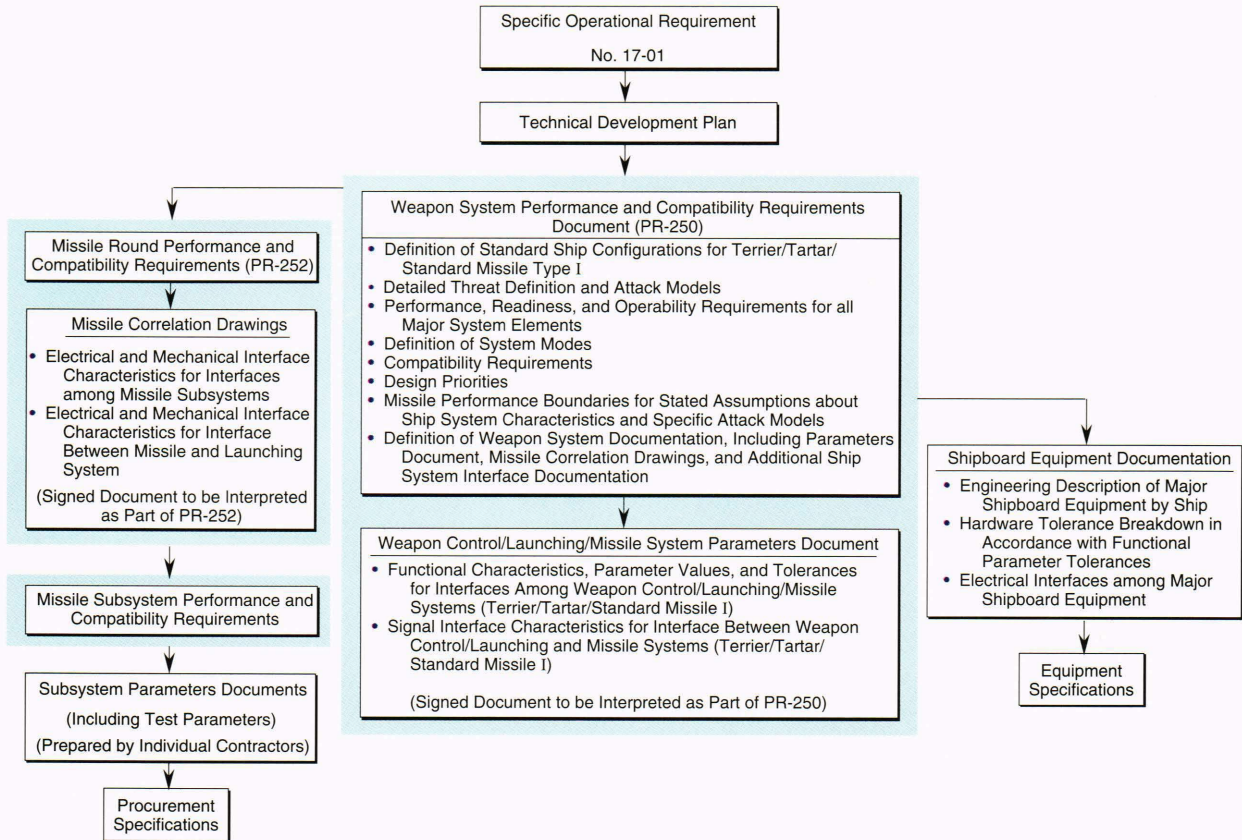 Specific Operational Requirement
No. 17-01
Technical Development Plan
Missile Round Performance and
Compatibility Requirements (PR-252)
Missile Correlation Drawings
• Electrical and Mechanical Interface
Characteristics for Interfaces
among Missile Subsystems
• Electrical and Mechanical Interface
Characteristics for Interface
Between Missile and Launching
System
(Signed Document to be Interpreted
as Part of PR-252)
Missile Subsystem Performance and
Compatibility Requirements
Subsystem Parameters Documents
(Including Test Parameters)
(Prepared by Individual Contractors)
Procurement
Specifications
Weapon System Performance and Compatibility Requirements
Document (PR-250)
• Definition of Standard Ship Configurations for Terrier/Tartar/
Standard Missile Type I
• Detailed Threat Definition and Attack Models
• Performance, Readiness, and Operability Requirements for all
Major System Elements
• Definition of System Modes
• Compatibility Requirements
• Design Priorities
• Missile Performance Boundaries for Stated Assumptions about
Ship System Characteristics and Specific Attack Models
• Definition of Weapon System Documentation, Including Parameters
Document, Missile Correlation Drawings, and Additional Ship
System Interface Documentation
Weapon Control/Launching/Missile System Parameters Document
• Functional Characteristics, Parameter Values, and Tolerances
for Interfaces Among Weapon Control/Launching/Missile
Systems (Terrier/Tartar/Standard Missile I)
• Signal Interface Characteristics for Interface Between Weapon
Control/Launching and Missile Systems (Terrier/Tartar/
Standard Missile I)
(Signed Document to be Interpreted as Part of PR-250)
Shipboard Equipment Documentation
• Engineering Description of Major
Shipboard Equipment by Ship
• Hardware Tolerance Breakdown in
Accordance with Functional
Parameter Tolerances
• Electrical Interfaces among Major
Shipboard Equipment
Equipment
Specifications